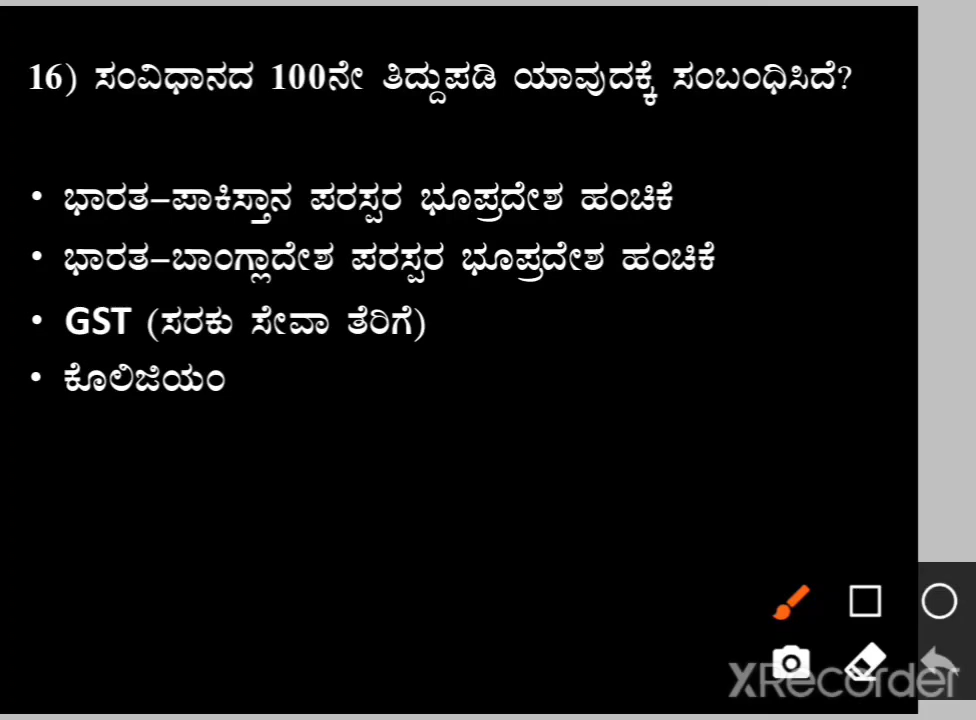 16) ಸಂವಿಧಾನದ 100ನೇ ತಿದ್ದುಪಡಿ ಯಾವುದಕ್ಕೆ ಸಂಬಂಧಿಸಿದೆ?
• ಭಾರತ–ಪಾಕಿಸ್ತಾನ ಪರಸ್ಪರ ಭೂಪ್ರದೇಶ ಹಂಚಿಕೆ
• ಭಾರತ–ಬಾಂಗ್ಲಾದೇಶ ಪರಸ್ಪರ ಭೂಪ್ರದೇಶ ಹಂಚಿಕೆ
• GST (ಸರಕು ಸೇವಾ ತೆರಿಗೆ)
• ಕೊಲಿಜಿಯಂ
XRecorder